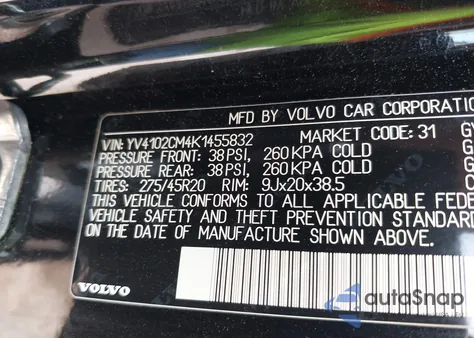 MFD BY VOLVO CAR CORPORATION
VIN: YV4102CM4K1455832 MARKET CODE: 31
PRESSURE FRONT: 38 PSI, 260 KPA COLD
PRESSURE REAR: 38 PSI, 260 KPA COLD
TIRES: 275/45R20 RIM: 9Jx20x38.5
THIS VEHICLE CONFORMS TO ALL APPLICABLE FEDE
VEHICLE SAFETY AND THEFT PREVENTION STANDARD
ON THE DATE OF MANUFACTURE SHOWN ABOVE.
VOLVO
autoSnap